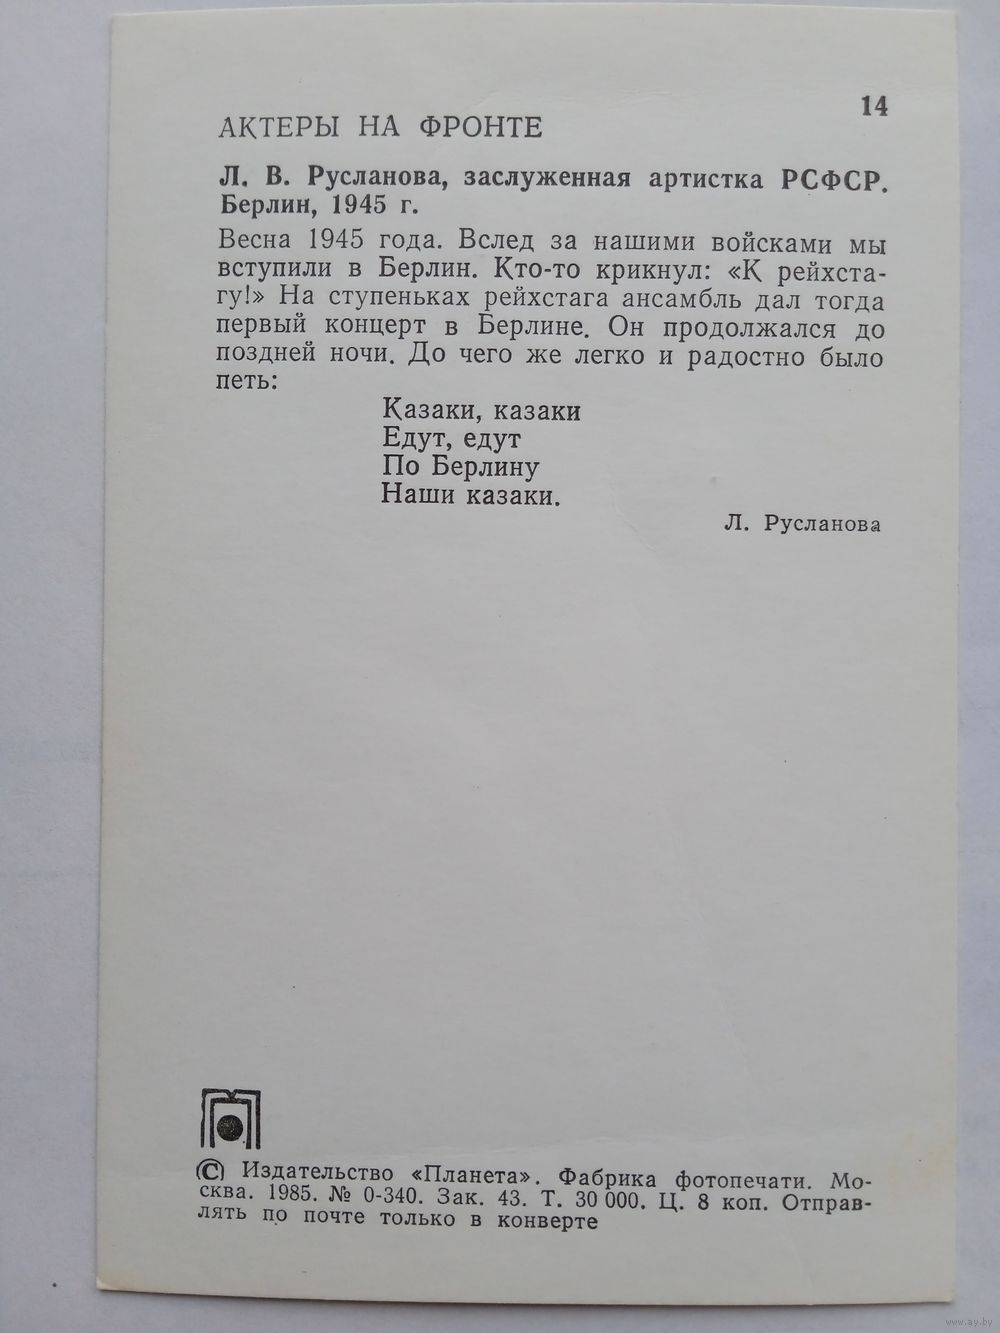 14
АКТЕРЫ НА ФРОНТЕ
Л. В. Русланова, заслуженная артистка РСФСР.
Берлин, 1945 г.
Весна 1945 года. Вслед за нашими войсками мы
вступили в Берлин. Кто-то крикнул: «К рейхста-
гу!» На ступеньках рейхстага ансамбль дал тогда
первый концерт в Берлине. Он продолжался до
поздней ночи. До чего же легко и радостно было
петь:
Казаки, казаки
Едут, едут
По Берлину
Наши казаки.
Л. Русланова
© Издательство «Планета». Фабрика фотопечати. Мо-
сква. 1985. № 0-340. Зак. 43. Т. 30 000. Ц. 8 коп. Отправ-
лять по почте только в конверте
www.ay.by